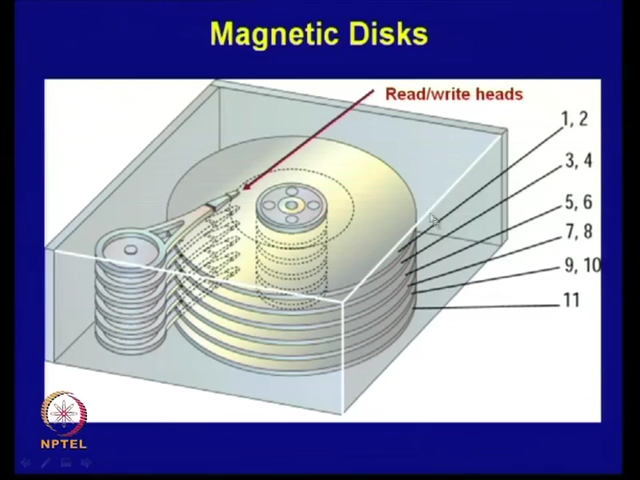 Magnetic Disks
Read/write heads
1, 2
3, 4
5, 6
7, 8
9, 10
11
NPTEL